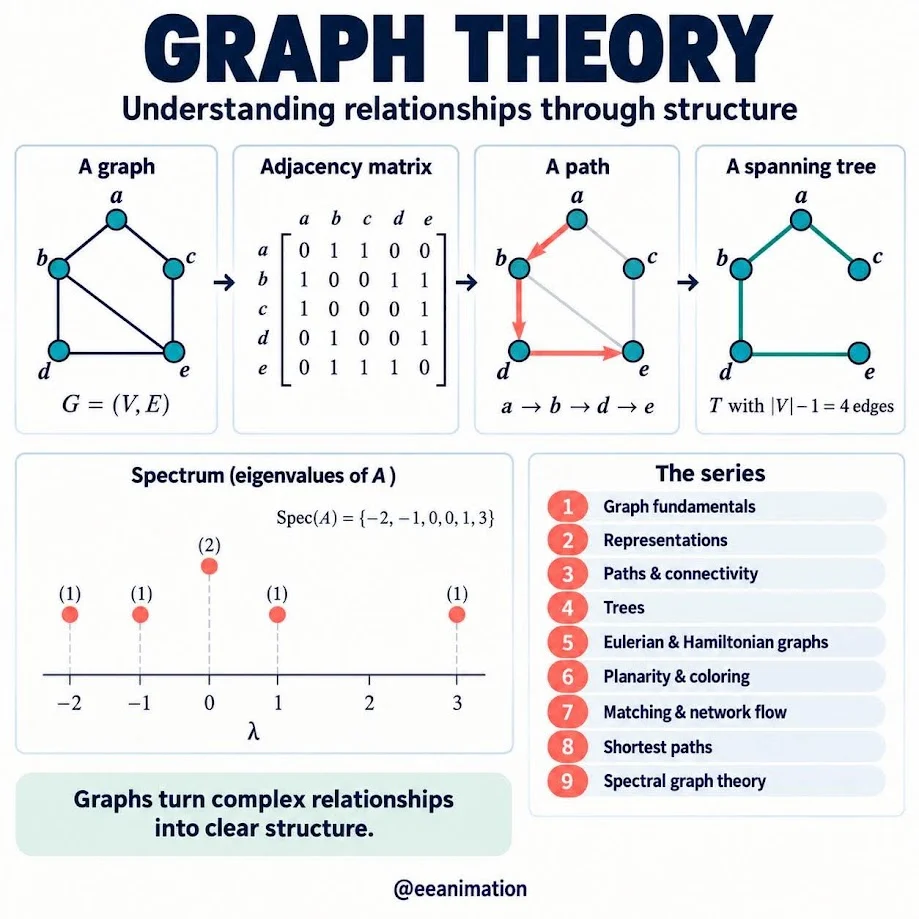 GRAPH THEORY
Understanding relationships through structure
A graph
a
b
c
d
e
G = (V, E)
Adjacency matrix
a b c d e
a 0 1 1 0 0
b 1 0 0 1 1
c 1 0 0 0 1
d 0 1 0 0 1
e 0 1 1 1 0
A path
a
b
c
d
e
a → b → d → e
A spanning tree
a
b
c
d
e
T with |V| − 1 = 4 edges
Spectrum (eigenvalues of A )
Spec(A) = {−2, −1, 0, 0, 1, 3}
(1) (1) (2) (1) (1)
−2 −1 0 1 2 3
λ
The series
1 Graph fundamentals
2 Representations
3 Paths & connectivity
4 Trees
5 Eulerian & Hamiltonian graphs
6 Planarity & coloring
7 Matching & network flow
8 Shortest paths
9 Spectral graph theory
Graphs turn complex relationships
into clear structure.
@eeanimation